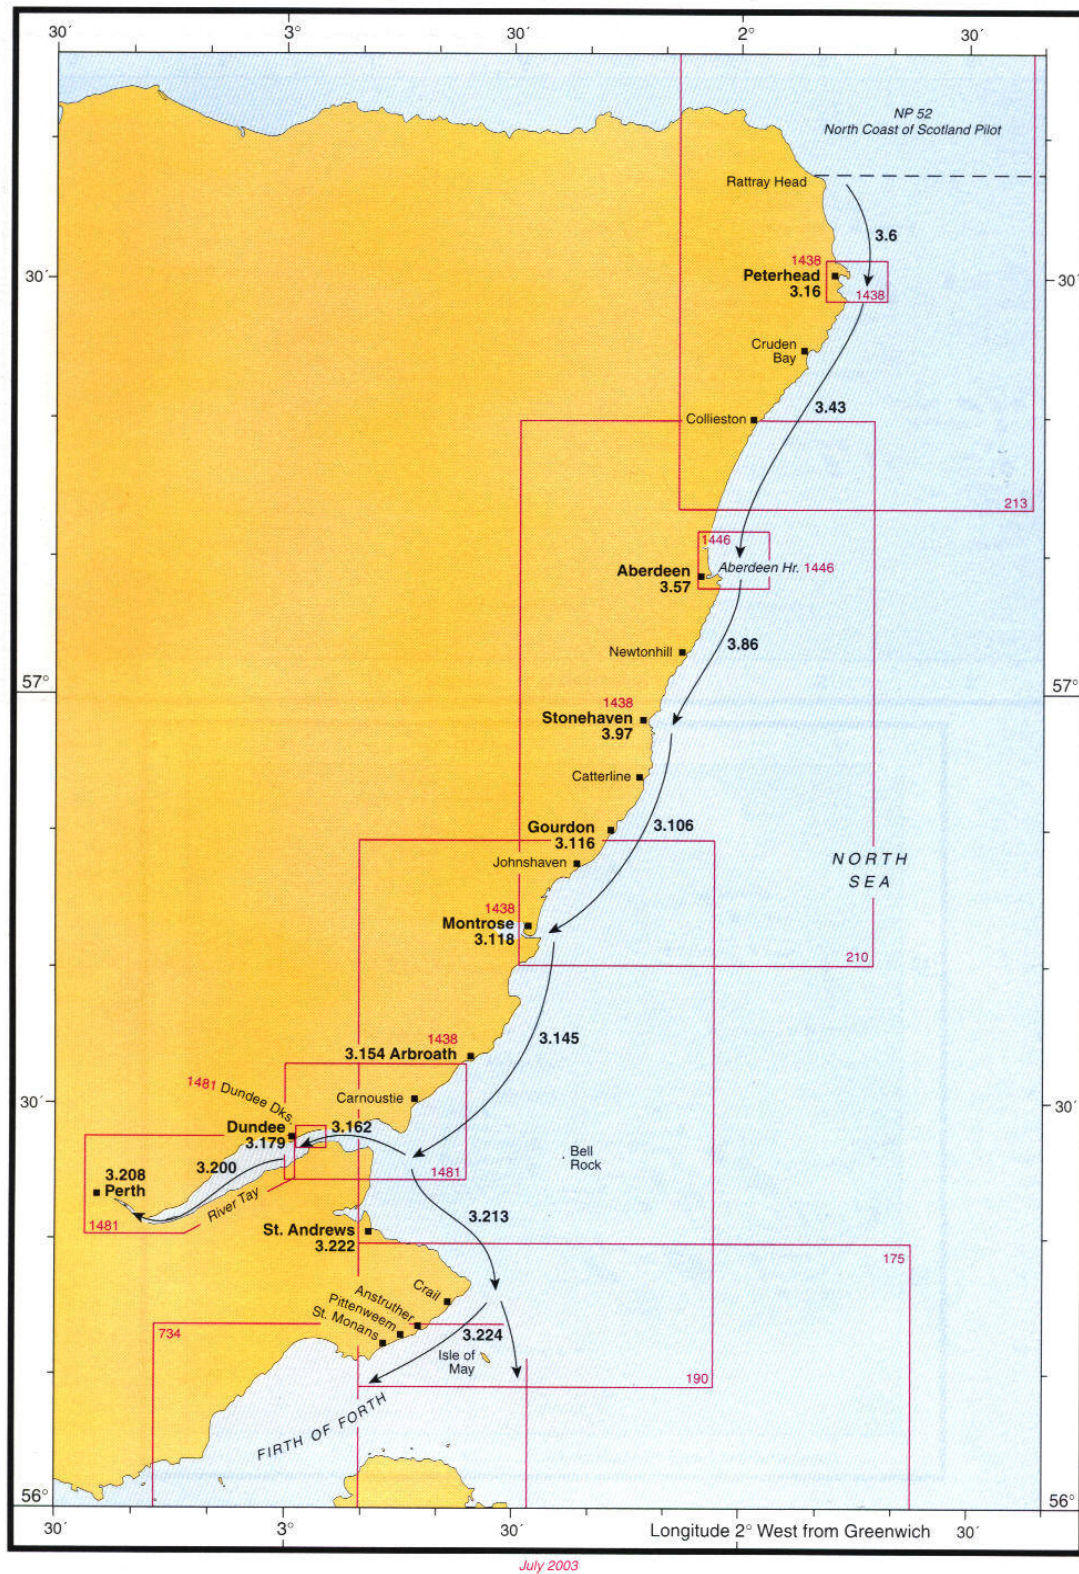 30′ 3° 30′ 2° 30′
NP 52
North Coast of Scotland Pilot
Rattray Head
3.6
1438
30′
Peterhead
3.16
1438
30′
Cruden
Bay
3.43
Collieston
213
1446
Aberdeen
3.57
Aberdeen Hr. 1446
3.86
Newtonhill
57°
57°
1438
Stonehaven
3.97
Catterline
Gourdon
3.116
3.106
Johnshaven
NORTH
SEA
1438
Montrose
3.118
210
3.145
1438
3.154 Arbroath
1481 Dundee Dks.
Carnoustie
30′
30′
Dundee
3.179
3.162
Bell
Rock
3.208
Perth
3.200
1481
River Tay
1481
3.213
St. Andrews
3.222
175
Crail
Anstruther
Pittenweem
St. Monans
734
3.224
Isle of
May
190
FIRTH OF FORTH
56°
56°
30′ 3° 30′ Longitude 2° West from Greenwich 30′
July 2003